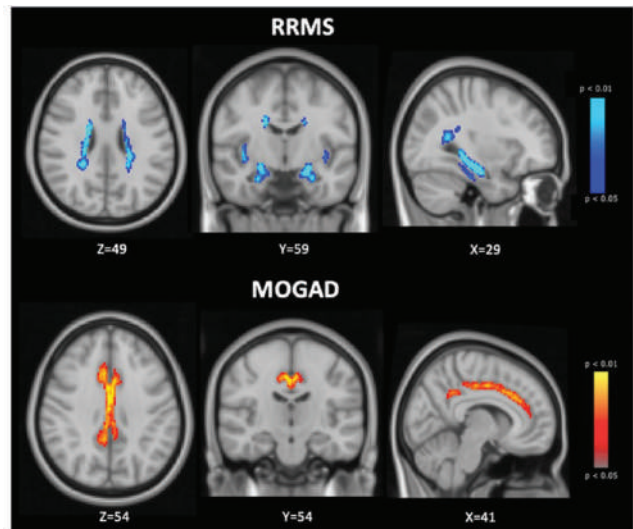 RRMS
p < 0.01
p < 0.05
Z=49
Y=59
X=29
MOGAD
p < 0.01
p < 0.05
Z=54
Y=54
X=41